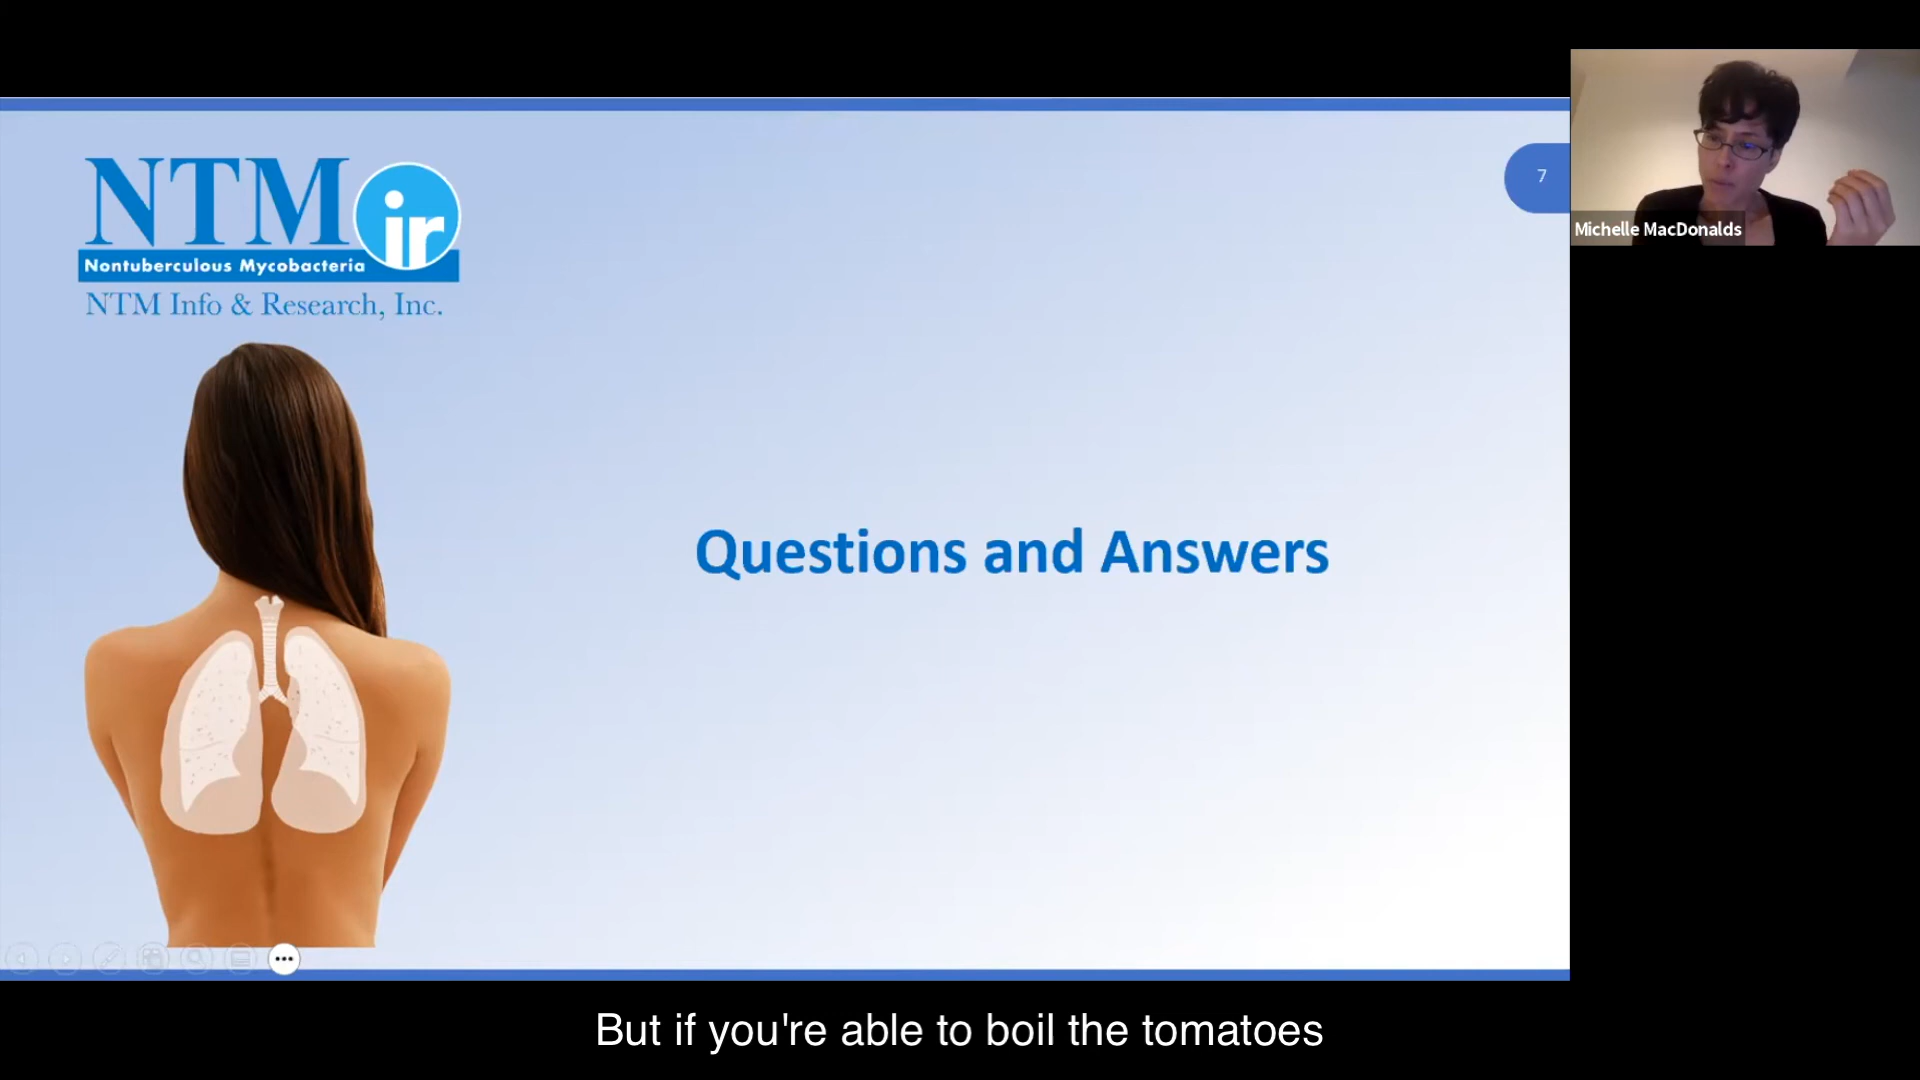 NTM
ir
Nontuberculous Mycobacteria
NTM Info & Research, Inc.
7
Michelle MacDonalds
Questions and Answers
But if you're able to boil the tomatoes